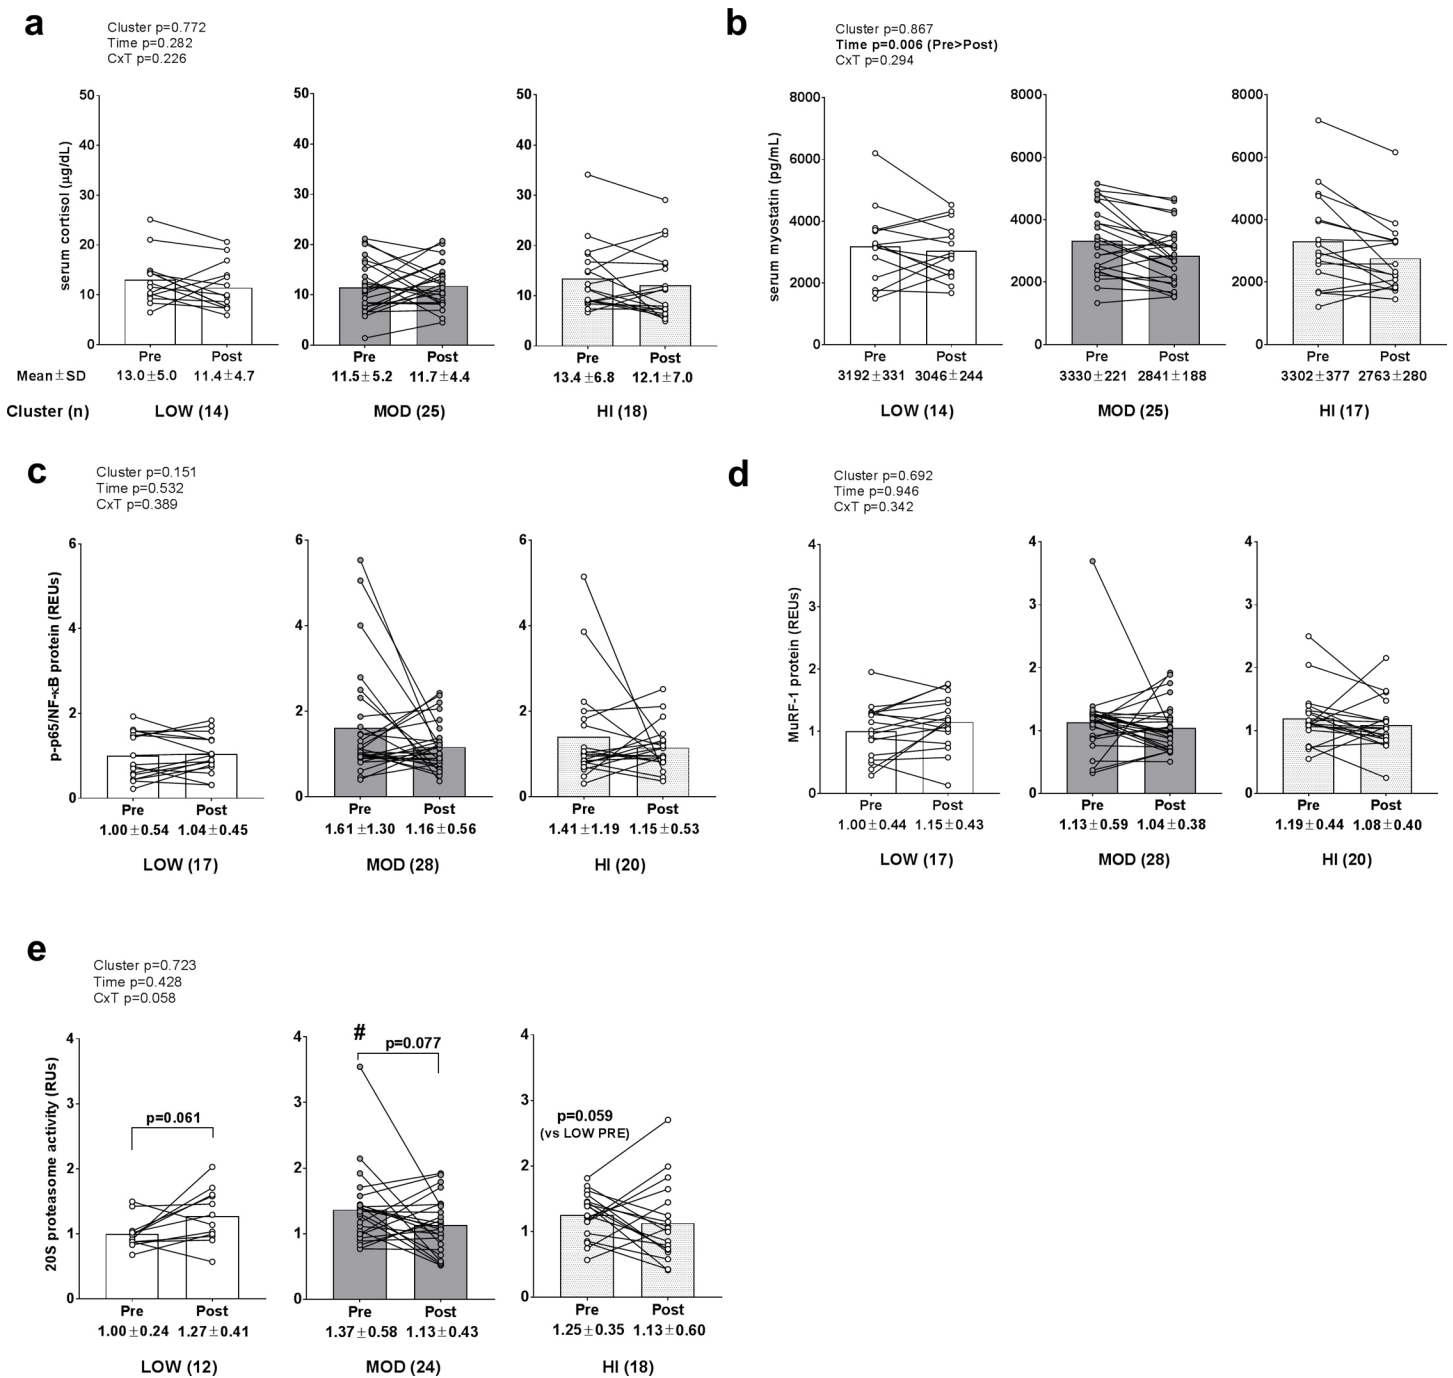 a
Cluster p=0.772
Time p=0.282
CxT p=0.226
serum cortisol (µg/dL)
50 50 50
40 40 40
30 30 30
20 20 20
10 10 10
0 0 0
Pre Post Pre Post Pre Post
Mean±SD 13.0±5.0 11.4±4.7 11.5±5.2 11.7±4.4 13.4±6.8 12.1±7.0
Cluster (n) LOW (14) MOD (25) HI (18)
b
Cluster p=0.867
Time p=0.006 (Pre>Post)
CxT p=0.294
serum myostatin (pg/mL)
8000 8000 8000
6000 6000 6000
4000 4000 4000
2000 2000 2000
0 0 0
Pre Post Pre Post Pre Post
3192±331 3046±244 3330±221 2841±188 3302±377 2763±280
LOW (14) MOD (25) HI (17)
c
Cluster p=0.151
Time p=0.532
CxT p=0.389
p-p65/NF-κB protein (REUs)
6 6 6
4 4 4
2 2 2
0 0 0
Pre Post Pre Post Pre Post
1.00±0.54 1.04±0.45 1.61±1.30 1.16±0.56 1.41±1.19 1.15±0.53
LOW (17) MOD (28) HI (20)
d
Cluster p=0.692
Time p=0.946
CxT p=0.342
MuRF-1 protein (REUs)
4 4 4
3 3 3
2 2 2
1 1 1
0 0 0
Pre Post Pre Post Pre Post
1.00±0.44 1.15±0.43 1.13±0.59 1.04±0.38 1.19±0.44 1.08±0.40
LOW (17) MOD (28) HI (20)
e
Cluster p=0.723
Time p=0.428
CxT p=0.058
20S proteasome activity (RUs)
4 4 4
3 3 3
2 2 2
1 1 1
0 0 0
p=0.061
#
p=0.077
p=0.059
(vs LOW PRE)
Pre Post Pre Post Pre Post
1.00±0.24 1.27±0.41 1.37±0.58 1.13±0.43 1.25±0.35 1.13±0.60
LOW (12) MOD (24) HI (18)